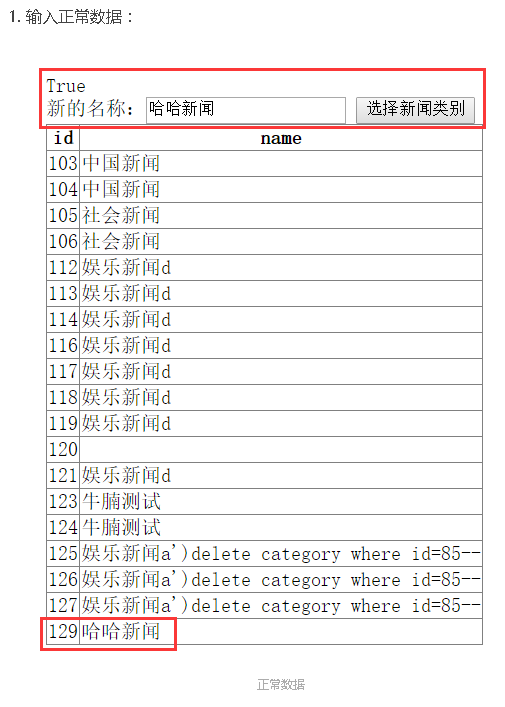 1. 输入正常数据：
True
新的名称：哈哈新闻 选择新闻类别
id name
103 中国新闻
104 中国新闻
105 社会新闻
106 社会新闻
112 娱乐新闻d
113 娱乐新闻d
114 娱乐新闻d
116 娱乐新闻d
117 娱乐新闻d
118 娱乐新闻d
119 娱乐新闻d
120
121 娱乐新闻d
123 牛腩测试
124 牛腩测试
125 娱乐新闻a')delete category where id=85--
126 娱乐新闻a')delete category where id=85--
127 娱乐新闻a')delete category where id=85--
129 哈哈新闻
正常数据